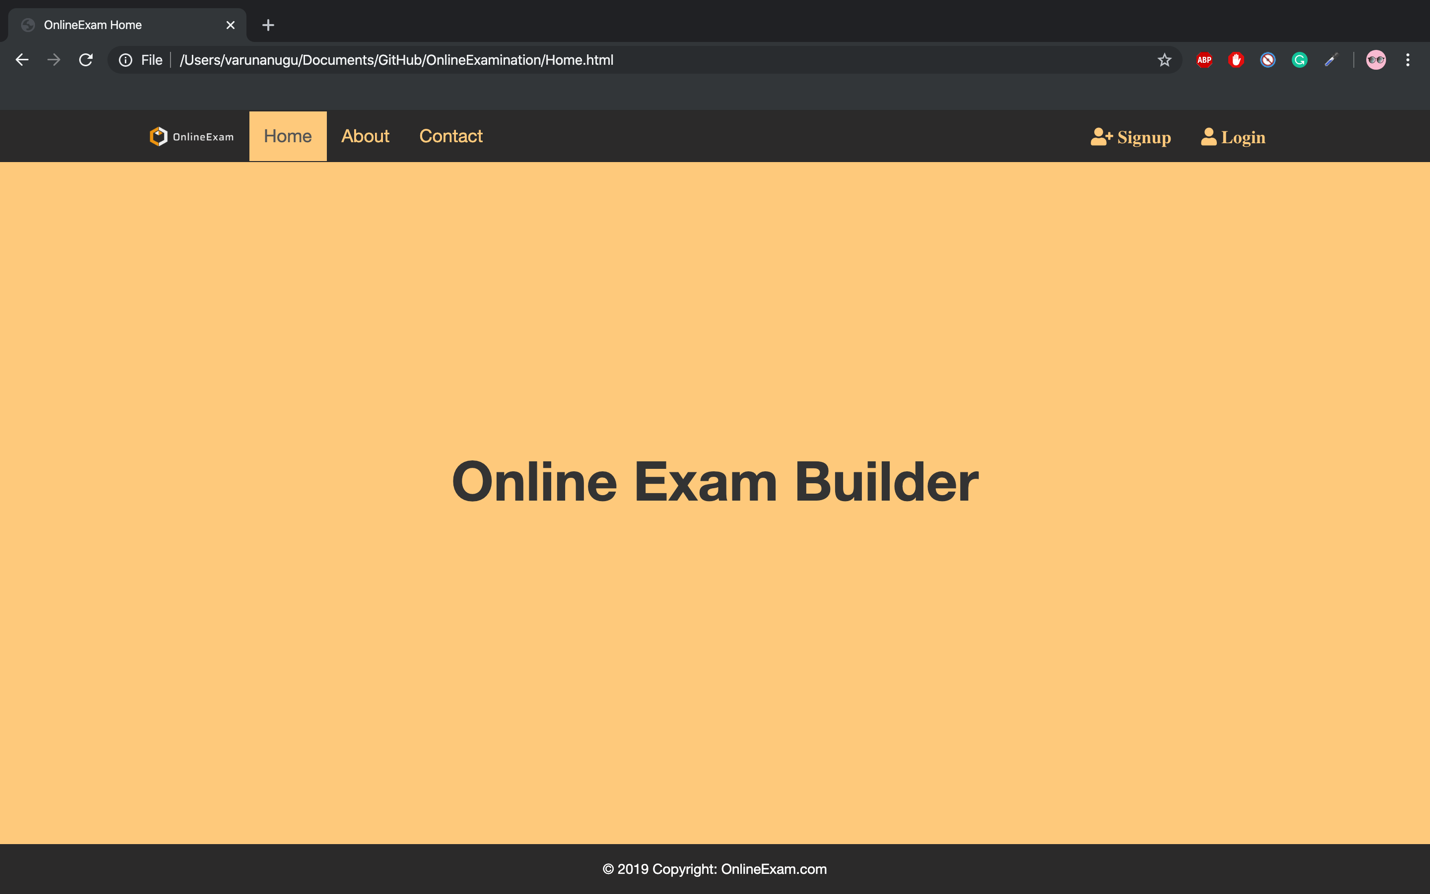 OnlineExam Home
File /Users/varunanugu/Documents/GitHub/OnlineExamination/Home.html
ABP
OnlineExam Home About Contact Signup Login
Online Exam Builder
© 2019 Copyright: OnlineExam.com